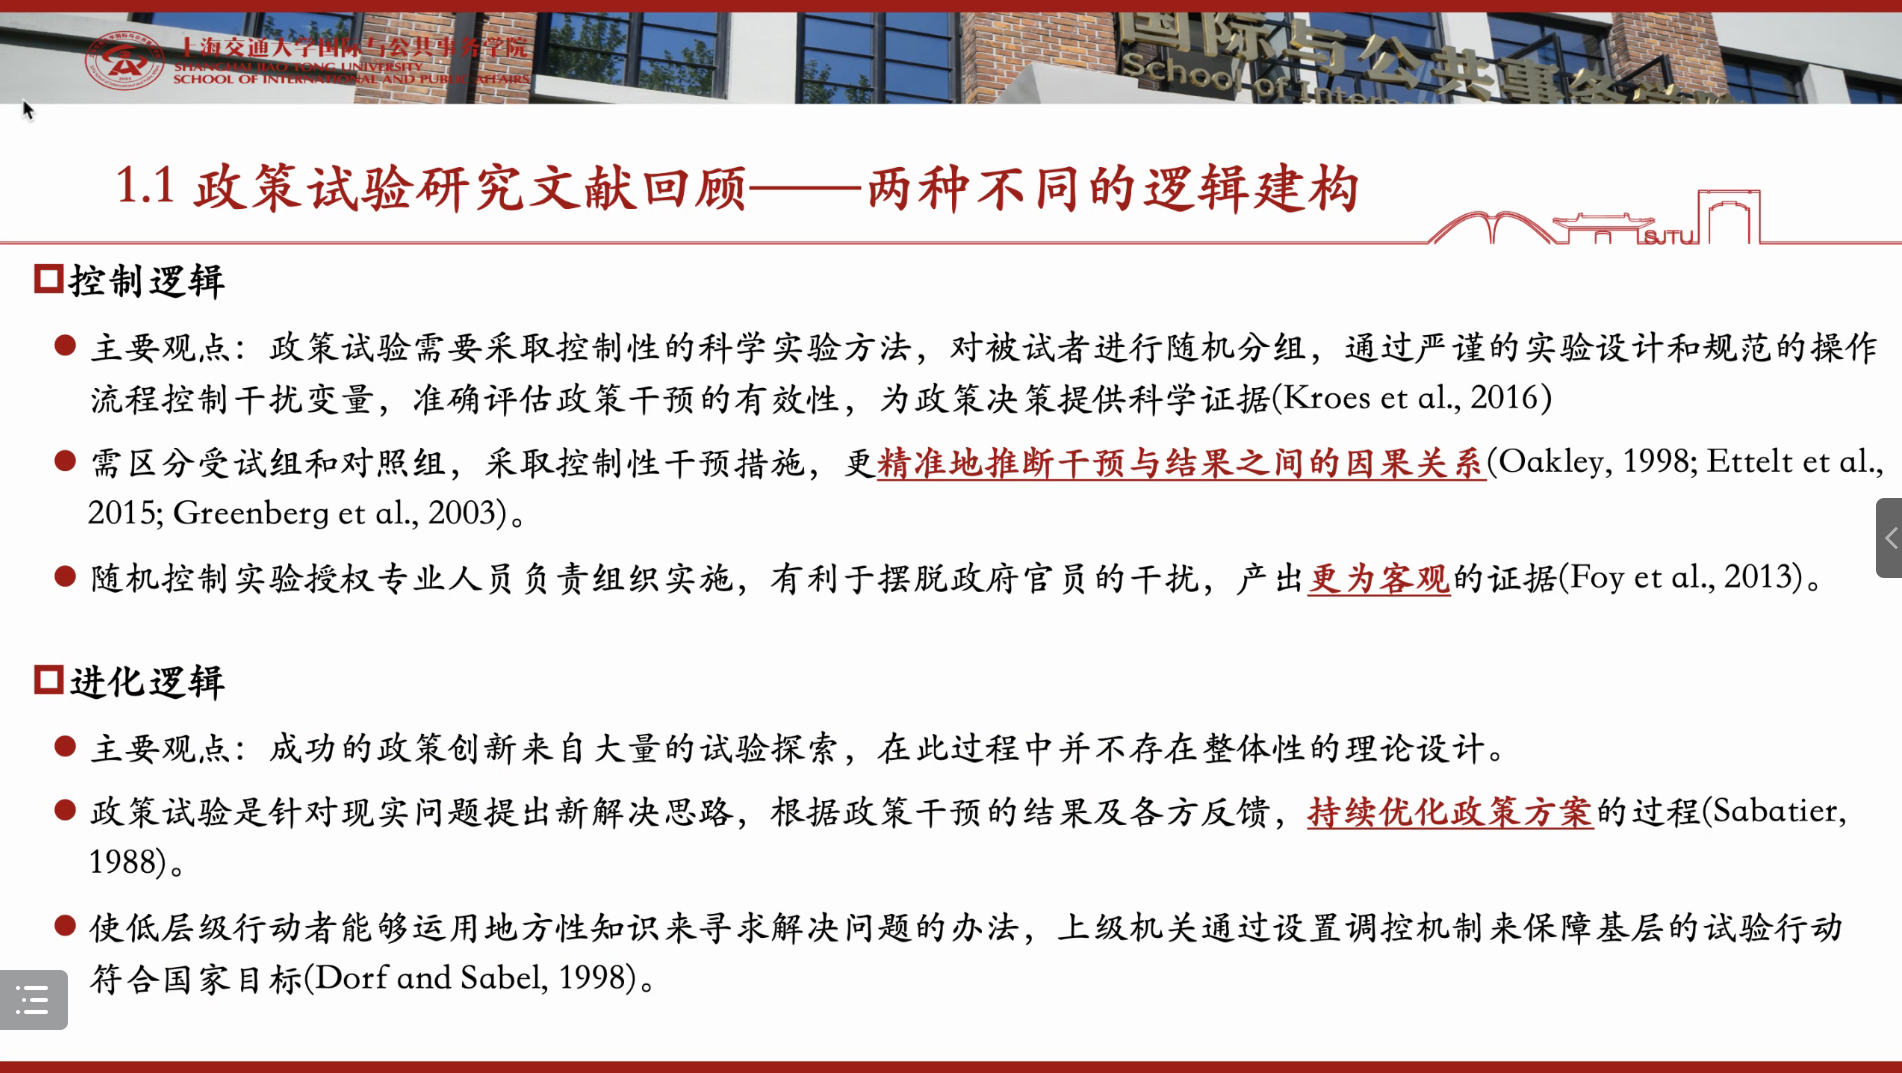 上海交通大学国际与公共事务学院
SHANGHAI JIAO TONG UNIVERSITY
SCHOOL OF INTERNATIONAL AND PUBLIC AFFAIRS
国际与公共事务学
School of Intern
1.1 政策试验研究文献回顾——两种不同的逻辑建构
SJTU
控制逻辑
主要观点：政策试验需要采取控制性的科学实验方法，对被试者进行随机分组，通过严谨的实验设计和规范的操作
流程控制干扰变量，准确评估政策干预的有效性，为政策决策提供科学证据(Kroes et al., 2016)
需区分受试组和对照组，采取控制性干预措施，更精准地推断干预与结果之间的因果关系(Oakley, 1998; Ettelt et al.,
2015; Greenberg et al., 2003)。
随机控制实验授权专业人员负责组织实施，有利于摆脱政府官员的干扰，产出更为客观的证据(Foy et al., 2013)。
进化逻辑
主要观点：成功的政策创新来自大量的试验探索，在此过程中并不存在整体性的理论设计。
政策试验是针对现实问题提出新解决思路，根据政策干预的结果及各方反馈，持续优化政策方案的过程(Sabatier,
1988)。
使低层级行动者能够运用地方性知识来寻求解决问题的办法，上级机关通过设置调控机制来保障基层的试验行动
符合国家目标(Dorf and Sabel, 1998)。